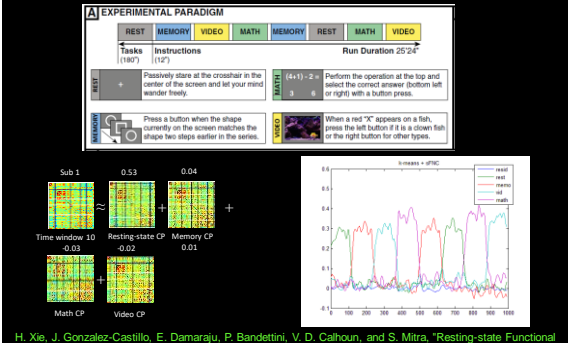 A EXPERIMENTAL PARADIGM
REST MEMORY VIDEO MATH MEMORY REST MATH VIDEO
Tasks Instructions Run Duration 25'24"
(180") (12")
REST
+
Passively stare at the crosshair in the
center of the screen and let your mind
wander freely.
MATH
(4+1) - 2 =
3 6
Perform the operation at the top and
select the correct answer (bottom left
or right) with a button press.
MEMORY
Press a button when the shape
currently on the screen matches the
shape two steps earlier in the series.
VIDEO
When a red "X" appears on a fish,
press the left button if it is a clown fish
or the right button for other types.
Sub 1 0.53 0.04
≈ + +
Time window 10 Resting-state CP Memory CP
-0.03 -0.02 0.01
+
Math CP Video CP
k-means + sFNC
resid
rest
memo
vid
math
0.6
0.5
0.4
0.3
0.2
0.1
0
-0.1
0 100 200 300 400 500 600 700 800 900 1000
H. Xie, J. Gonzalez-Castillo, E. Damaraju, P. Bandettini, V. D. Calhoun, and S. Mitra, "Resting-state Functional